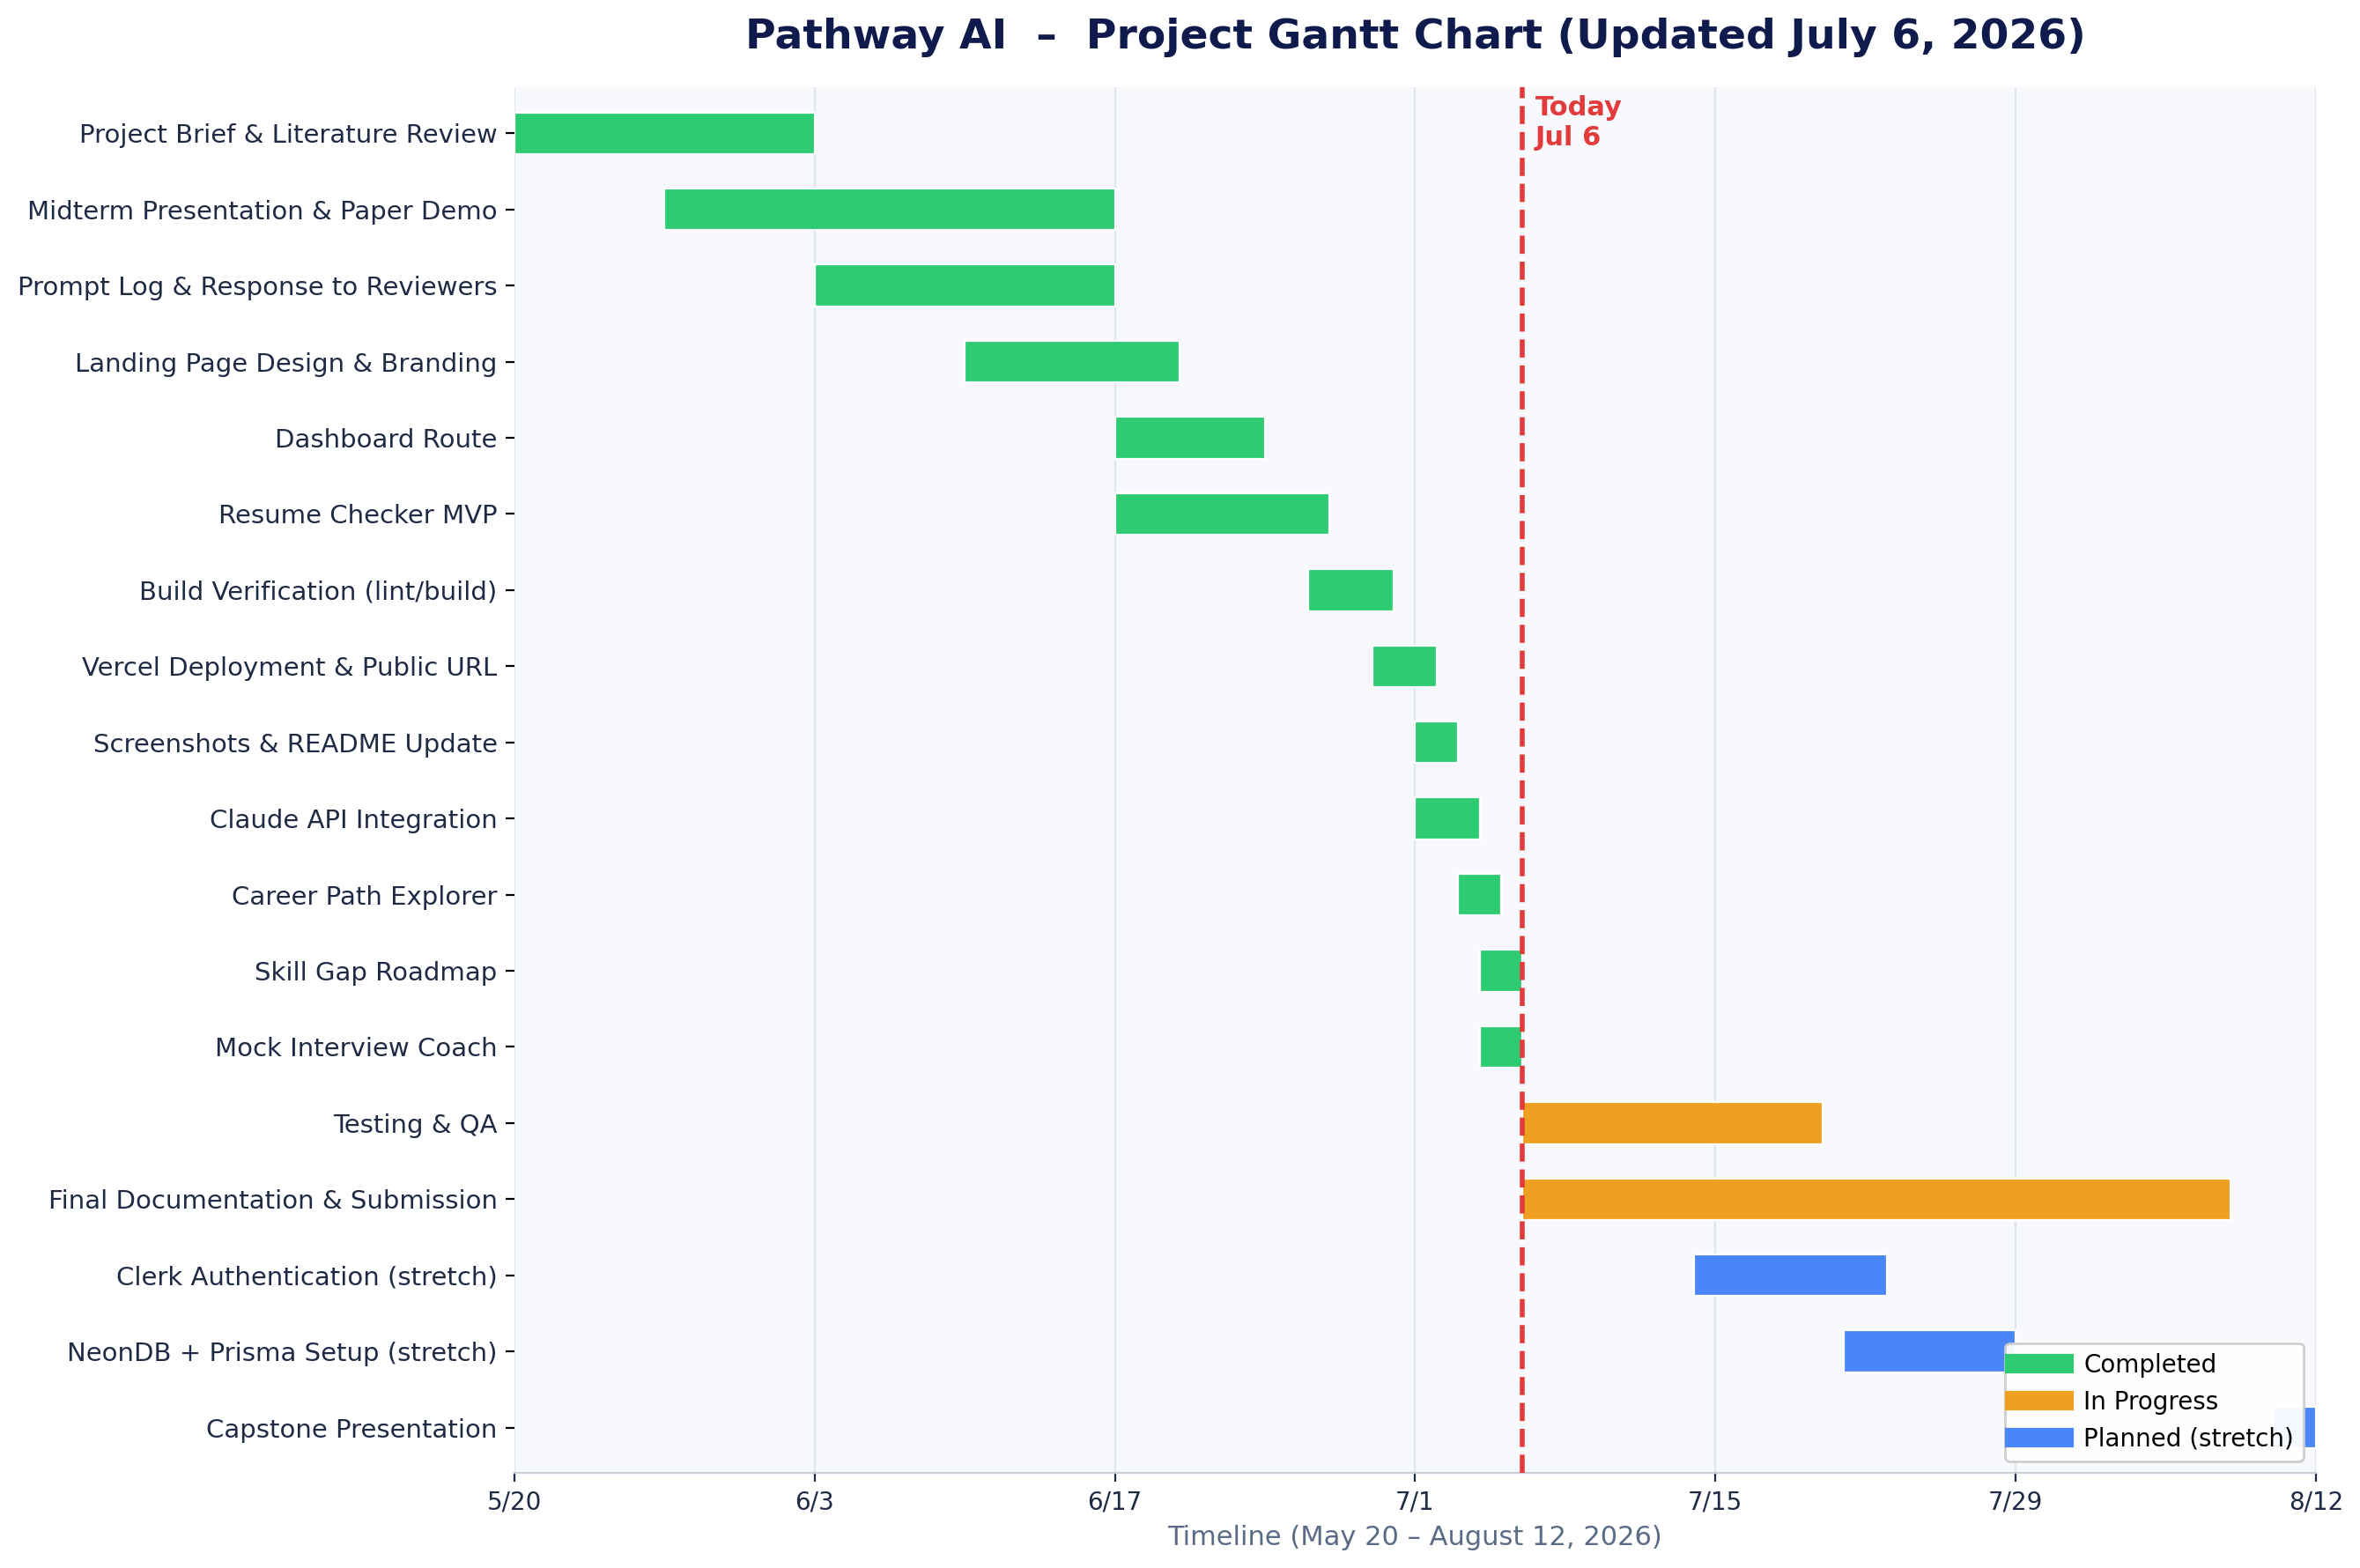 Pathway AI – Project Gantt Chart (Updated July 6, 2026)
Today
Jul 6
Project Brief & Literature Review
Midterm Presentation & Paper Demo
Prompt Log & Response to Reviewers
Landing Page Design & Branding
Dashboard Route
Resume Checker MVP
Build Verification (lint/build)
Vercel Deployment & Public URL
Screenshots & README Update
Claude API Integration
Career Path Explorer
Skill Gap Roadmap
Mock Interview Coach
Testing & QA
Final Documentation & Submission
Clerk Authentication (stretch)
NeonDB + Prisma Setup (stretch)
Capstone Presentation
Completed
In Progress
Planned (stretch)
5/20 6/3 6/17 7/1 7/15 7/29 8/12
Timeline (May 20 – August 12, 2026)